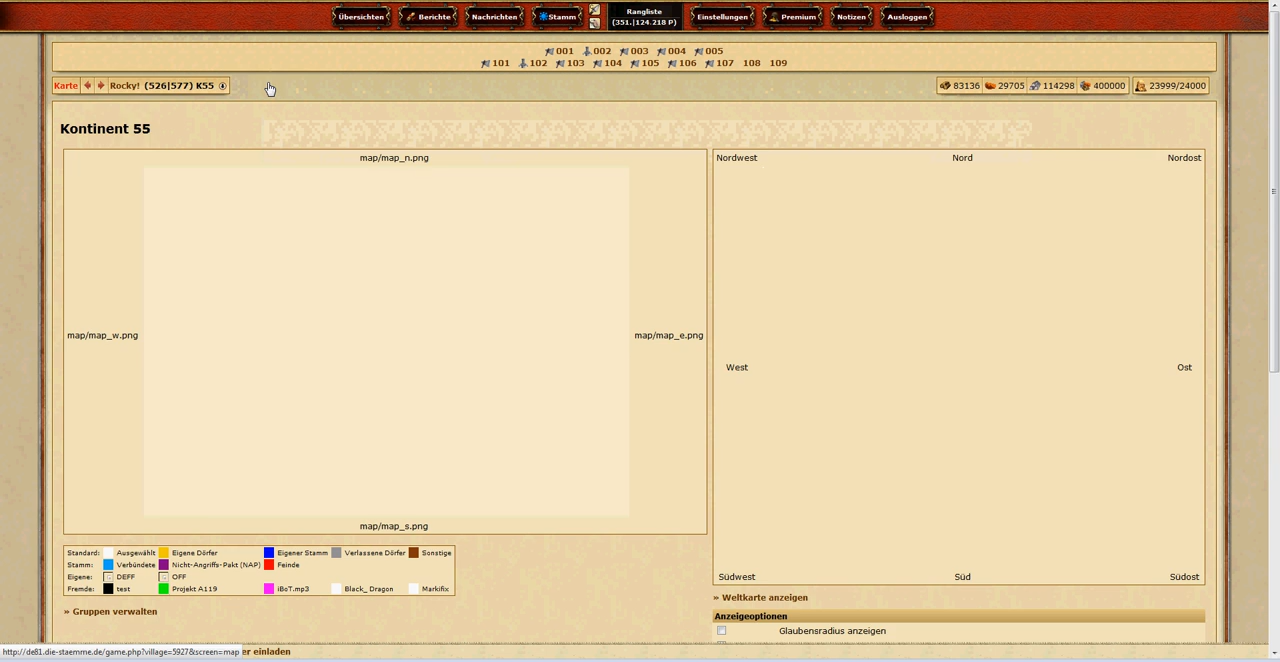 Übersichten Berichte Nachrichten Stamm Rangliste Einstellungen Premium Notizen Ausloggen
(351.|124.218 P)
001 002 003 004 005
101 102 103 104 105 106 107 108 109
Karte Rocky! (526|577) K55 83136 29705 114298 400000 23999/24000
Kontinent 55
map/map_n.png
Nordwest Nord Nordost
map/map_w.png map/map_e.png
West Ost
map/map_s.png
Standard: Ausgewählt Eigene Dörfer Eigener Stamm Verlassene Dörfer Sonstige
Stamm: Verbündete Nicht-Angriffs-Pakt (NAP) Feinde
Eigene: DEFF OFF
Fremde: test Projekt A119 iBoT.mp3 Black_ Dragon Markifix
Südwest Süd Südost
» Weltkarte anzeigen
» Gruppen verwalten
Anzeigeoptionen
Glaubensradius anzeigen
http://de81.die-staemme.de/game.php?village=5927&screen=map er einladen